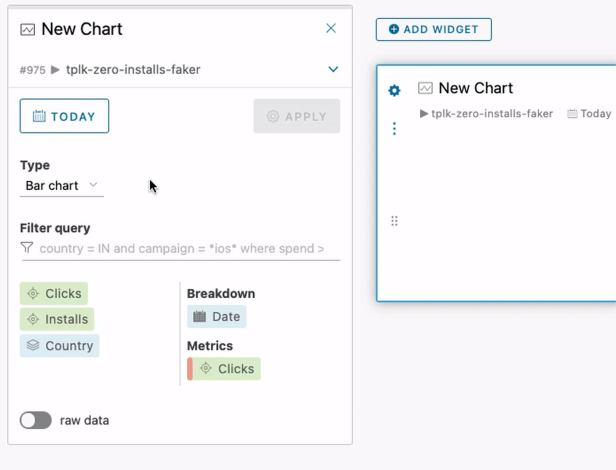 New Chart
#975 ▶ tplk-zero-installs-faker
TODAY
APPLY
Type
Bar chart
Filter query
country = IN and campaign = *ios* where spend >
Clicks
Installs
Country
Breakdown
Date
Metrics
Clicks
raw data
ADD WIDGET
New Chart
▶ tplk-zero-installs-faker Today